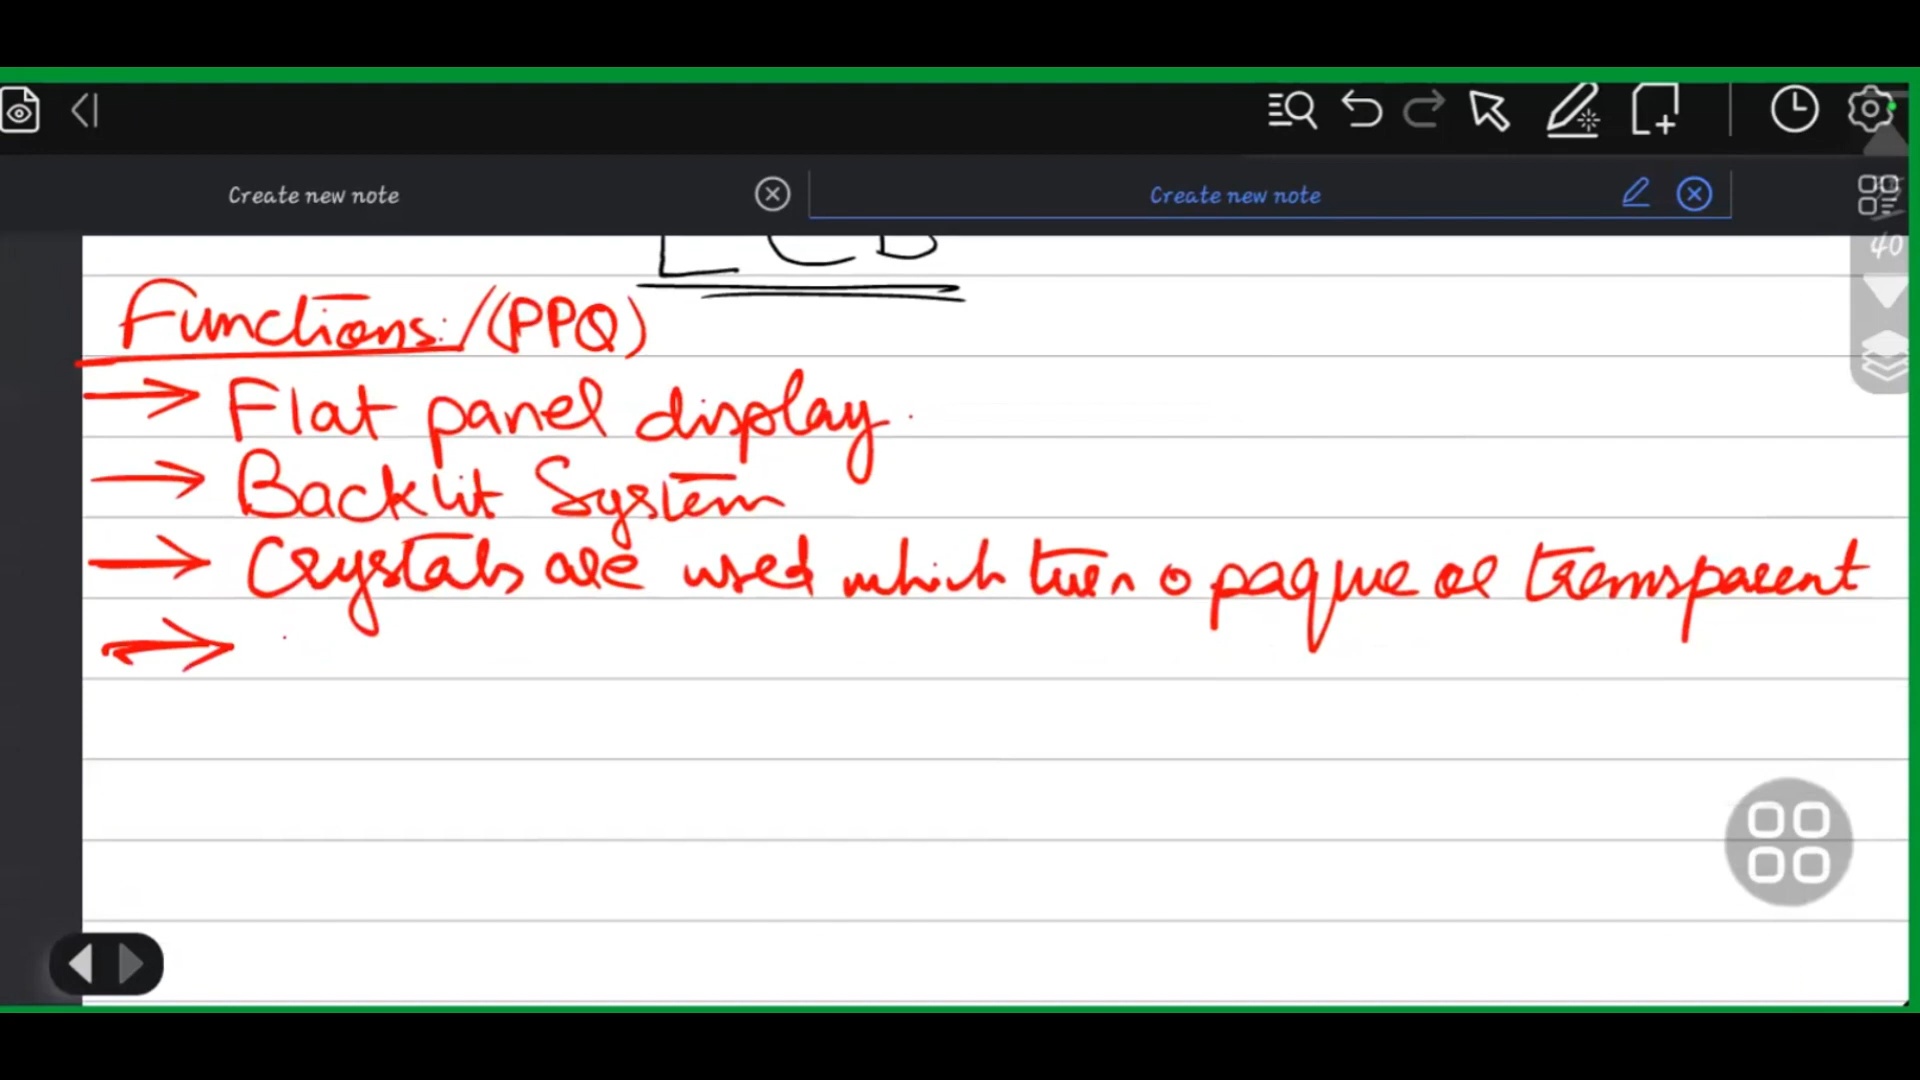 Create new note
Create new note
40
LCD
Functions:/(PPQ)
→ Flat panel display.
→ Backlit System
→ Crystals are used which turn opaque or transparent
→